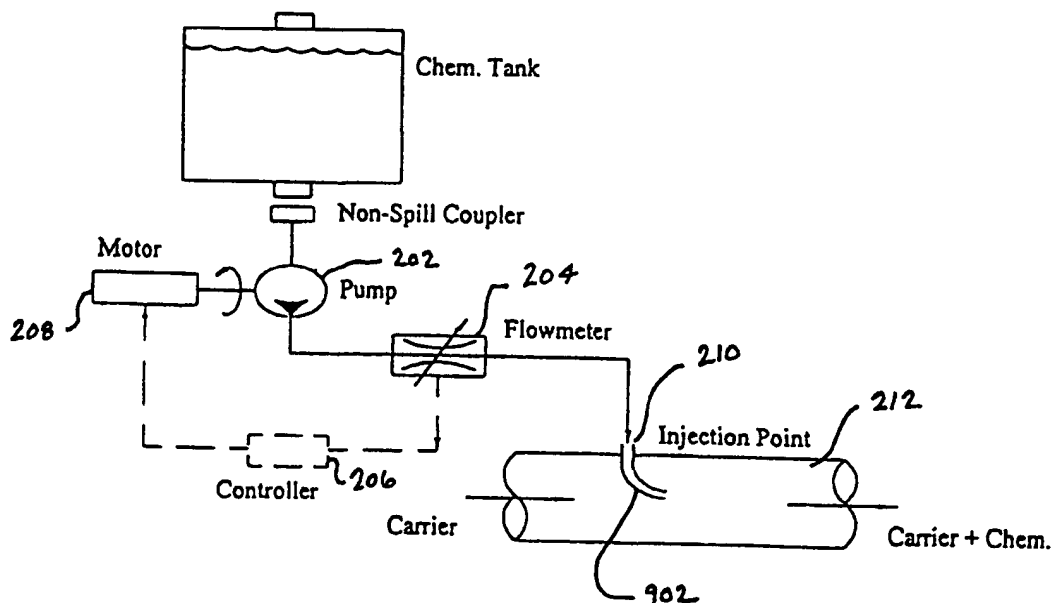 Chem. Tank
Non-Spill Coupler
Motor
202
Pump
204
208
Flowmeter
210
212
Injection Point
206
Controller
Carrier
Carrier + Chem.
902